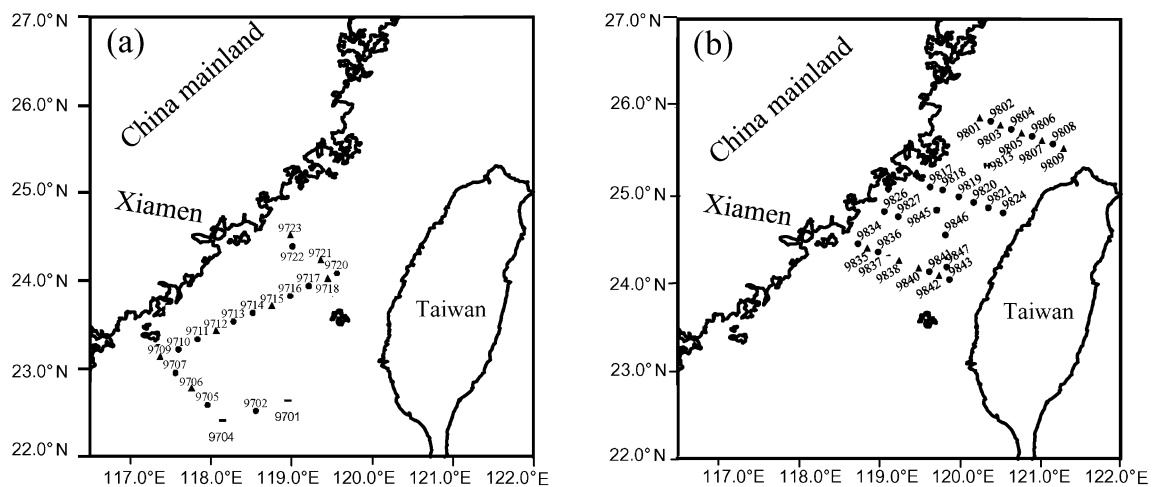 27.0°N
26.0°N
25.0°N
24.0°N
23.0°N
22.0°N
117.0°E
118.0°E
119.0°E
120.0°E
121.0°E
122.0°E
(a)
China mainland
Xiamen
Taiwan
9723
9722
9721
9720
9717
9718
9716
9715
9714
9713
9712
9711
9710
9709
9707
9706
9705
9702
9701
9704
27.0°N
26.0°N
25.0°N
24.0°N
23.0°N
22.0°N
117.0°E
118.0°E
119.0°E
120.0°E
121.0°E
122.0°E
(b)
China mainland
Xiamen
Taiwan
9801
9802
9803
9804
9805
9806
9807
9808
9809
9813
9817
9818
9819
9820
9821
9824
9826
9827
9845
9846
9834
9835
9836
9837
9838
9840
9841
9847
9842
9843